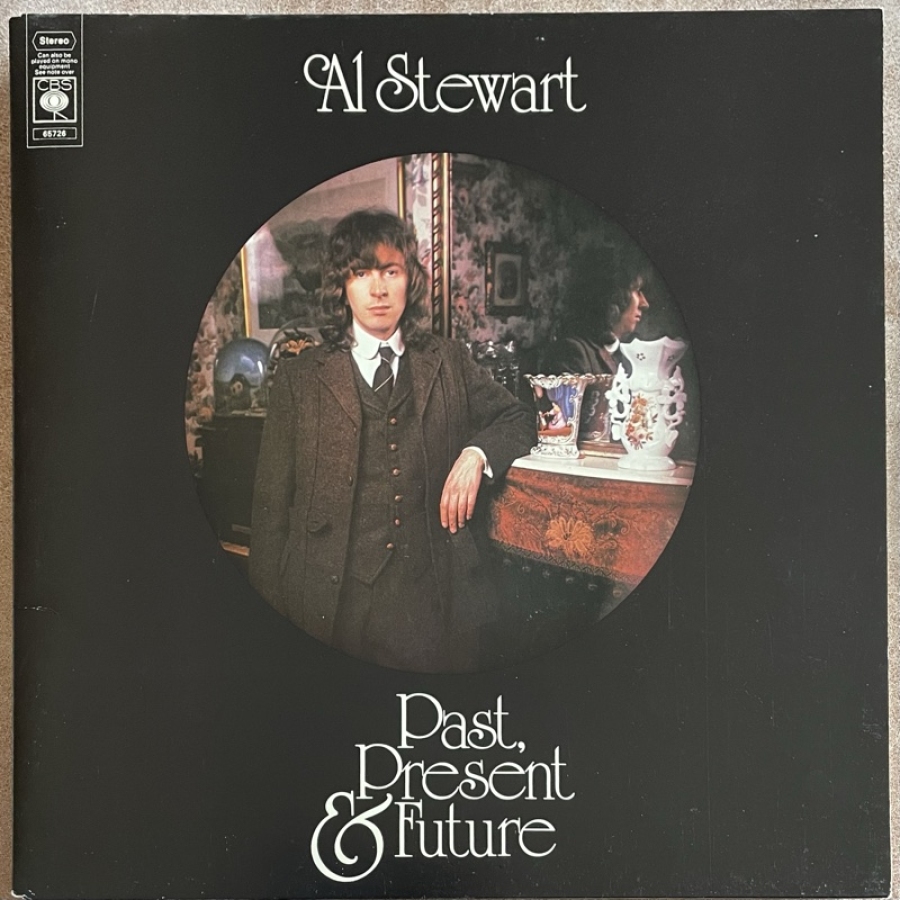 Stereo
Can also be
played on mono
equipment
See note over
CBS
65726
Al Stewart
Past,
Present
& Future